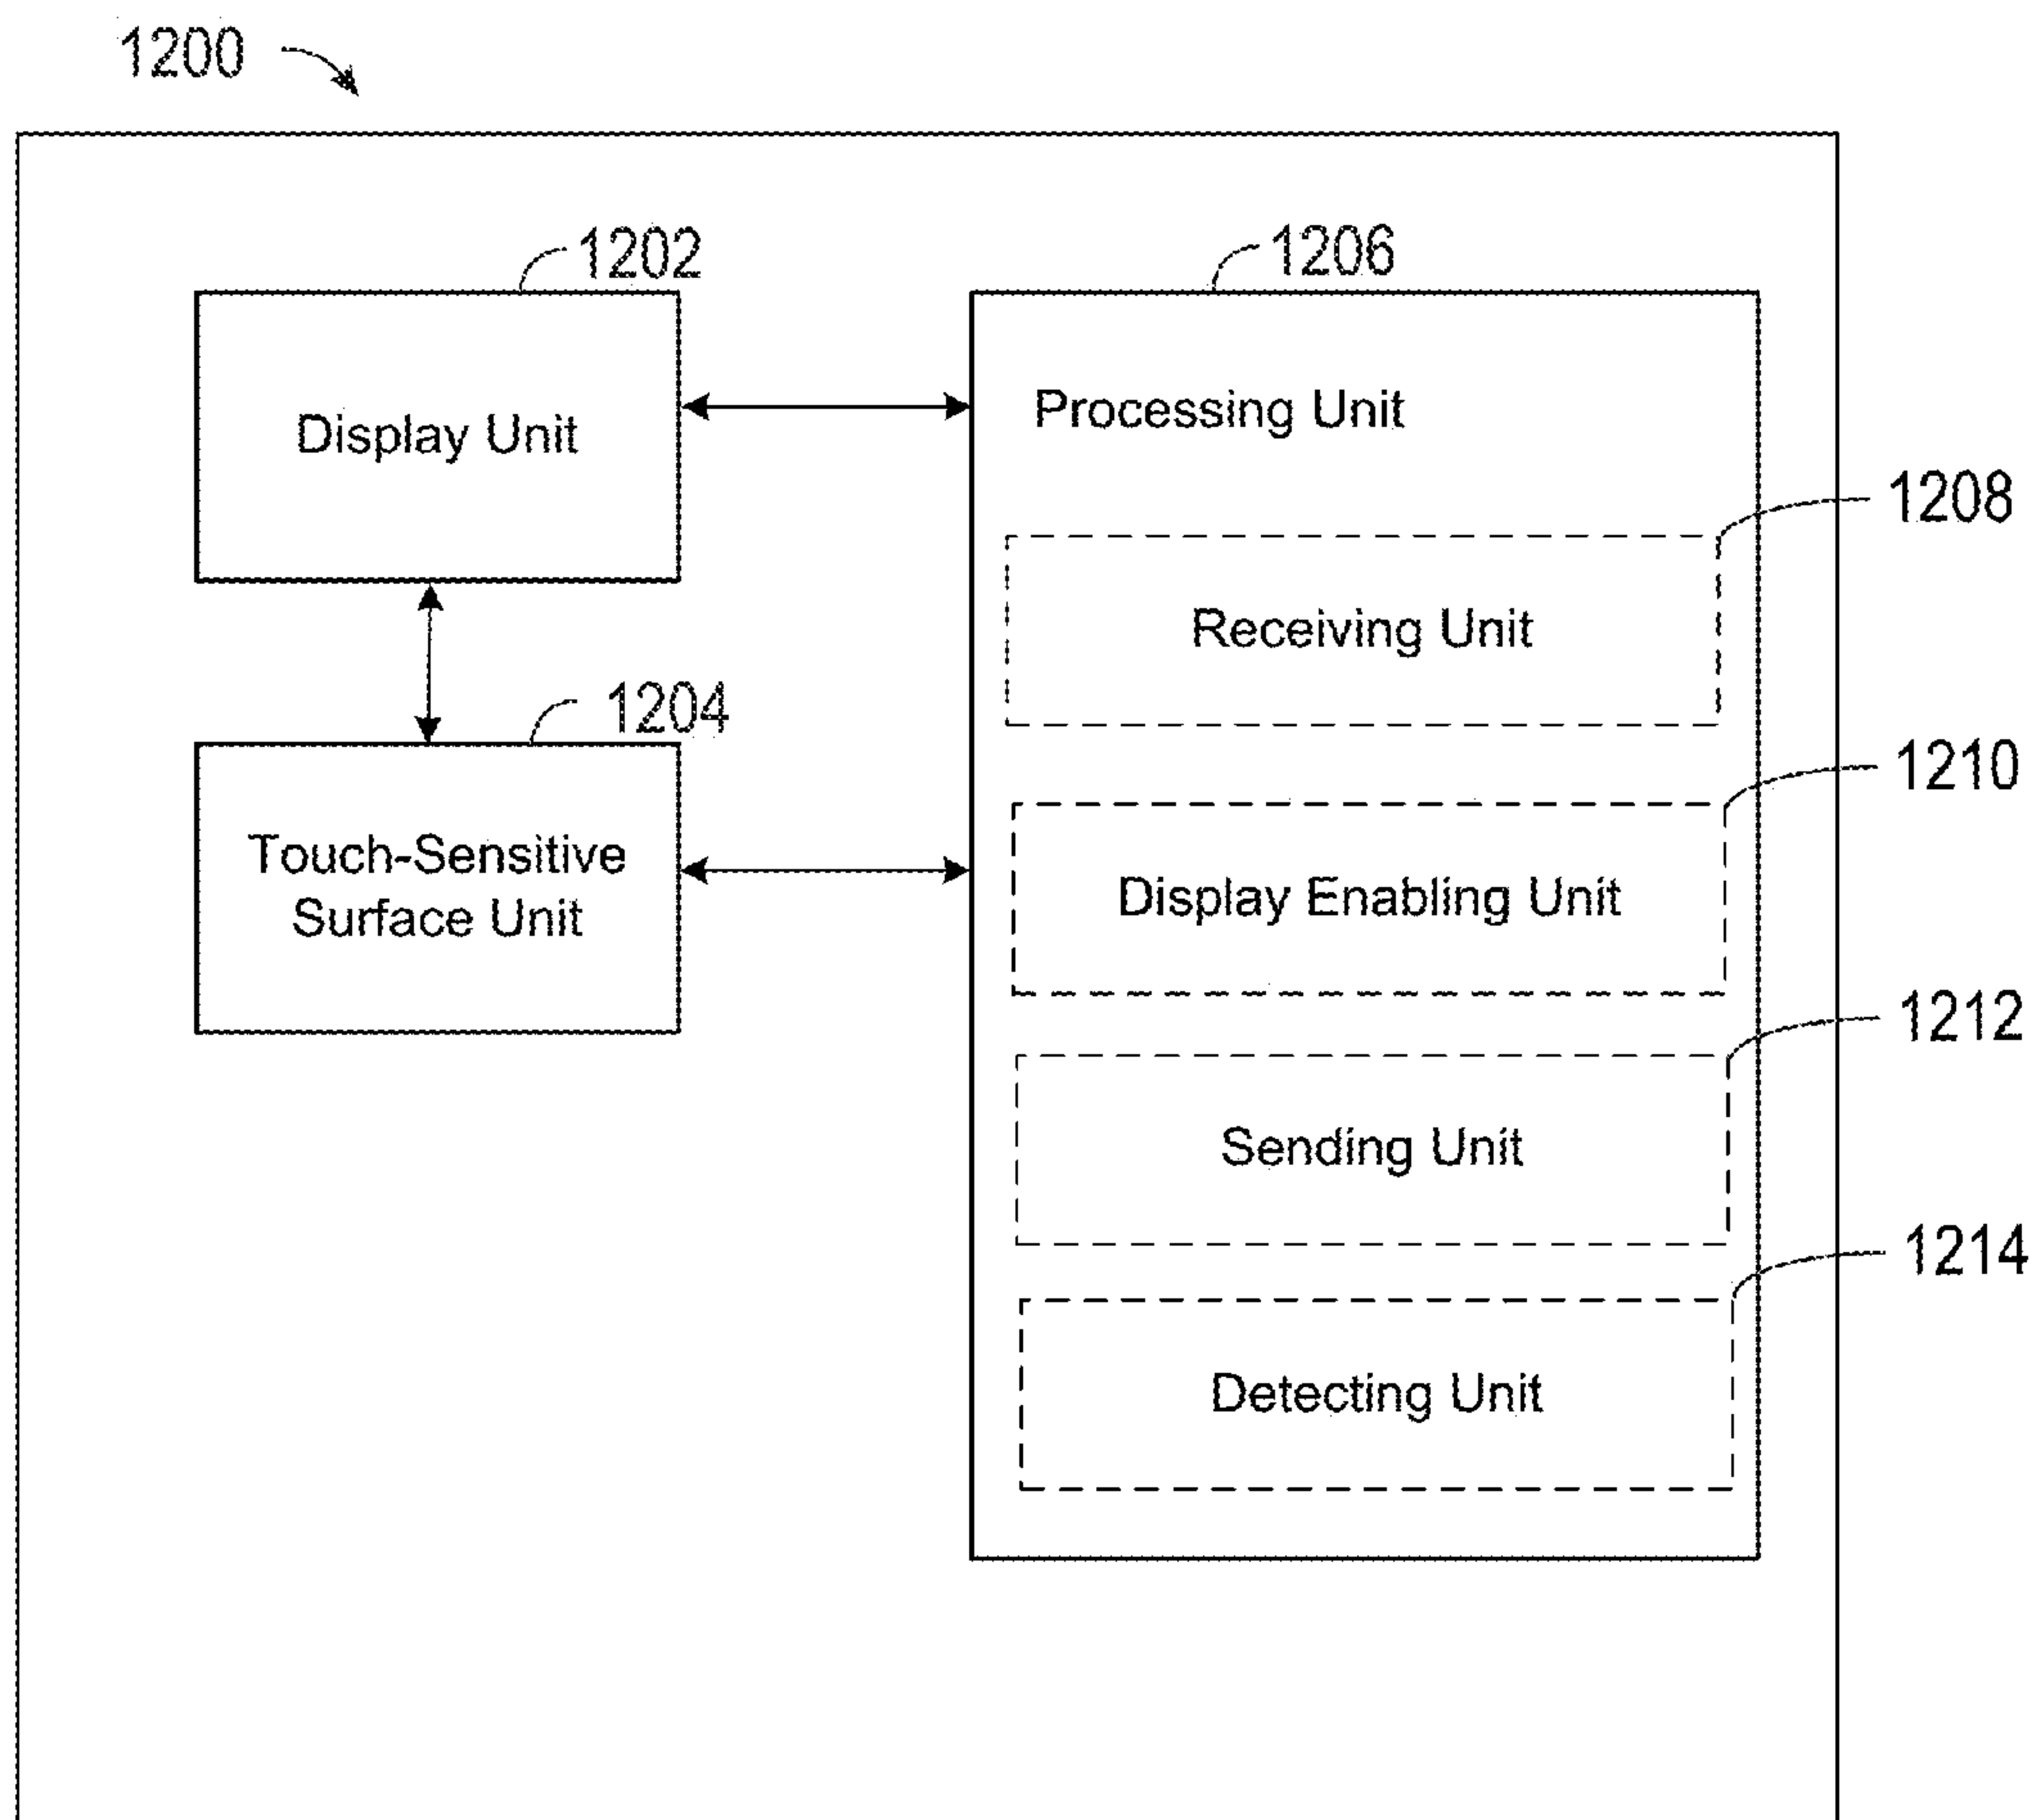 1200
1202
1206
Display Unit
Processing Unit
1208
Receiving Unit
1204
1210
Touch-Sensitive
Surface Unit
Display Enabling Unit
1212
Sending Unit
1214
Detecting Unit